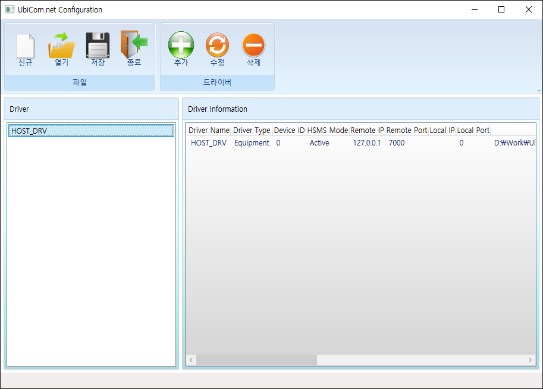 UbiCom.net Configuration
신규 열기 저장 종료 추가 수정 삭제
파일 드라이버
Driver
HOST_DRV
Driver Information
Driver Name Driver Type Device ID HSMS Mode Remote IP Remote Port Local IP Local Port
HOST_DRV Equipment 0 Active 127.0.0.1 7000 0 D:₩Work₩Ul